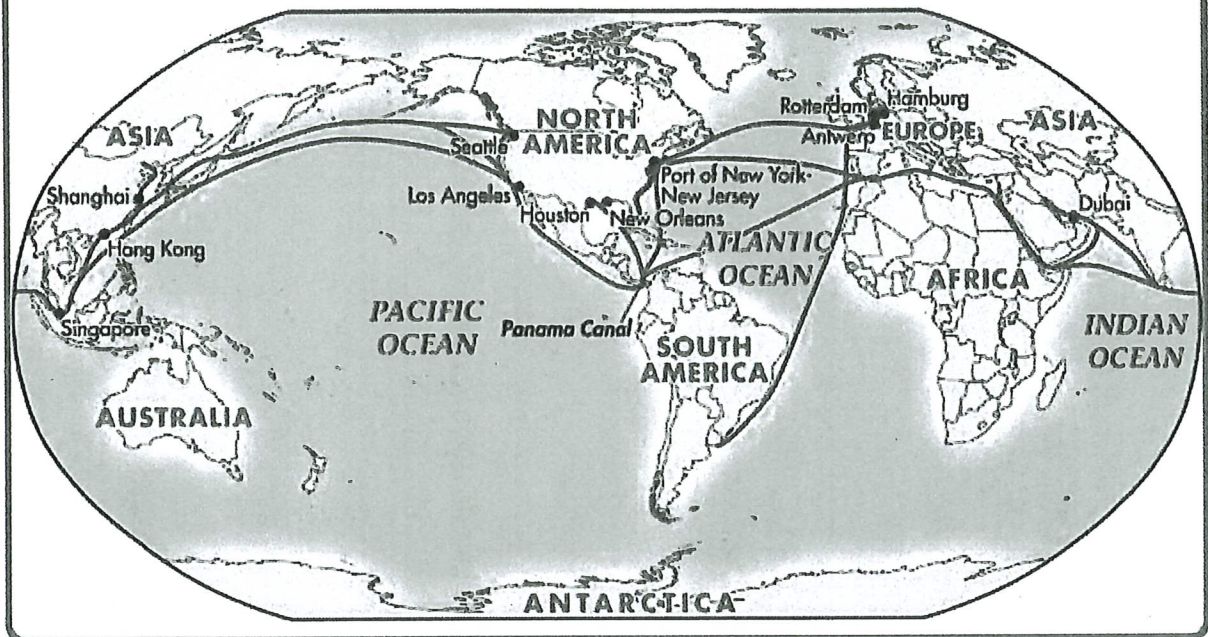 NORTH
AMERICA
ASIA
Rotterdam
Hamburg
Antwerp
EUROPE
ASIA
Seattle
Shanghai
Los Angeles
Port of New York-
New Jersey
Houston
New Orleans
Dubai
Hong Kong
ATLANTIC
OCEAN
AFRICA
PACIFIC
OCEAN
Panama Canal
Singapore
SOUTH
AMERICA
INDIAN
OCEAN
AUSTRALIA
ANTARCTICA